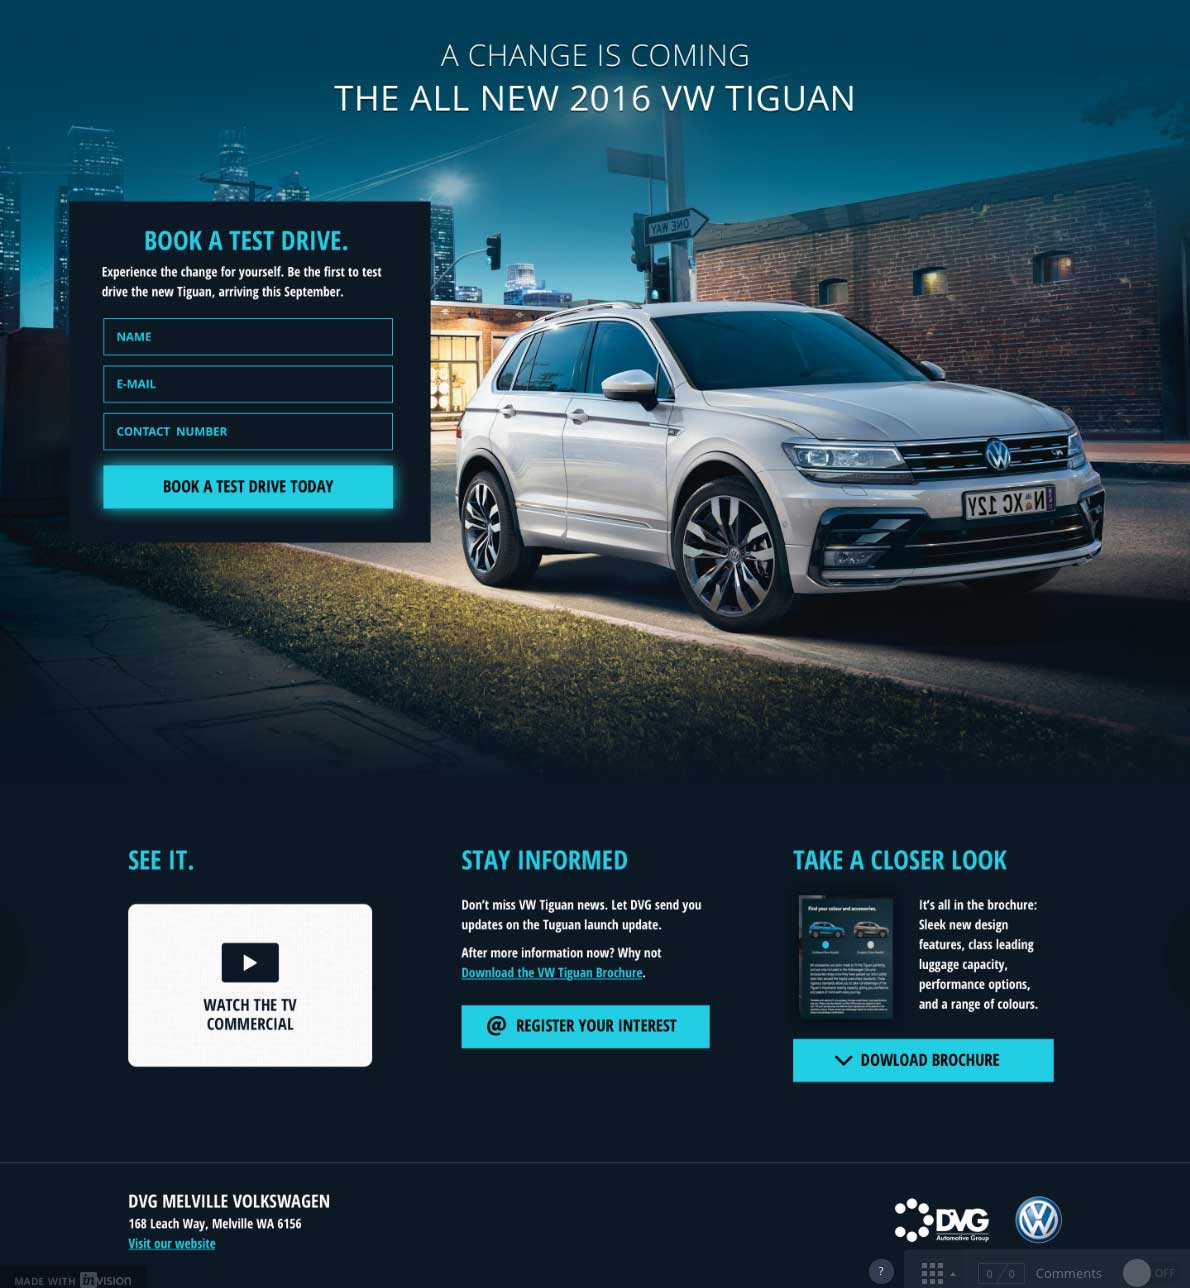 A CHANGE IS COMING
THE ALL NEW 2016 VW TIGUAN
ONE WAY
BOOK A TEST DRIVE.
Experience the change for yourself. Be the first to test
drive the new Tiguan, arriving this September.
NAME
E-MAIL
CONTACT NUMBER
BOOK A TEST DRIVE TODAY
SEE IT.
WATCH THE TV
COMMERCIAL
STAY INFORMED
Don't miss VW Tiguan news. Let DVG send you
updates on the Tuguan launch update.
After more information now? Why not
Download the VW Tiguan Brochure.
@ REGISTER YOUR INTEREST
TAKE A CLOSER LOOK
Find your colour and accessories.
It's all in the brochure:
Sleek new design
features, class leading
luggage capacity,
performance options,
and a range of colours.
DOWLOAD BROCHURE
DVG MELVILLE VOLKSWAGEN
168 Leach Way, Melville WA 6156
Visit our website
DVG
Automotive Group
? 0 / 0 Comments OFF
MADE WITH invision